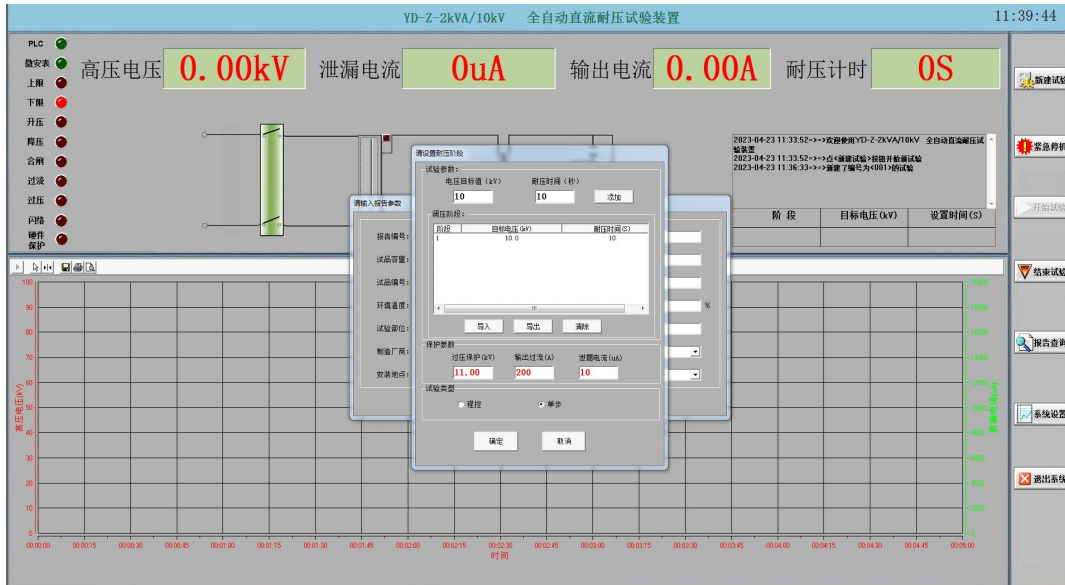 YD-Z-2kVA/10kV 全自动直流耐压试验装置
11:39:44
PLC
微安表
上限
下限
升压
降压
合闸
过流
过压
闪络
硬件
保护
高压电压 0.00kV
泄漏电流 0uA
输出电流 0.00A
耐压计时 0S
2023-04-23 11:33:52=>=>欢迎使用YD-Z-2kVA/10kV 全自动直流耐压试
验装置
2023-04-23 11:33:52=>=>点<新建试验>按钮开始新试验
2023-04-23 11:36:33=>=>新建了编号为<001>的试验
阶 段 目标电压(kV) 设置时间(S)
新建试验
紧急停机
开始试验
结束试验
报告查询
系统设置
退出系统
请输入报告参数
报告编号:
试品容量:
试品编号:
环境温度:
%
试验部位:
制造厂商:
安装地点:
请设置耐压阶段
试验参数:
电压目标值(kV) 耐压时间(秒)
10 10 添加
调压阶段:
阶段 目标电压(kV) 耐压时间(S)
1 10.0 10
导入 导出 清除
保护参数
过压保护(kV) 输出过流(A) 泄露电流(uA)
11.00 200 10
试验类型
程控 单步
确定 取消
高压电压(kV)
100
90
80
70
60
50
40
30
20
10
0
00:00:00 00:00:15 00:00:30 00:00:45 00:01:00 00:01:15 00:01:30 00:01:45 00:02:00 00:02:15 00:02:30 00:02:45 00:03:00 00:03:15 00:03:30 00:03:45 00:04:00 00:04:15 00:04:30 00:04:45 00:05:00
时间